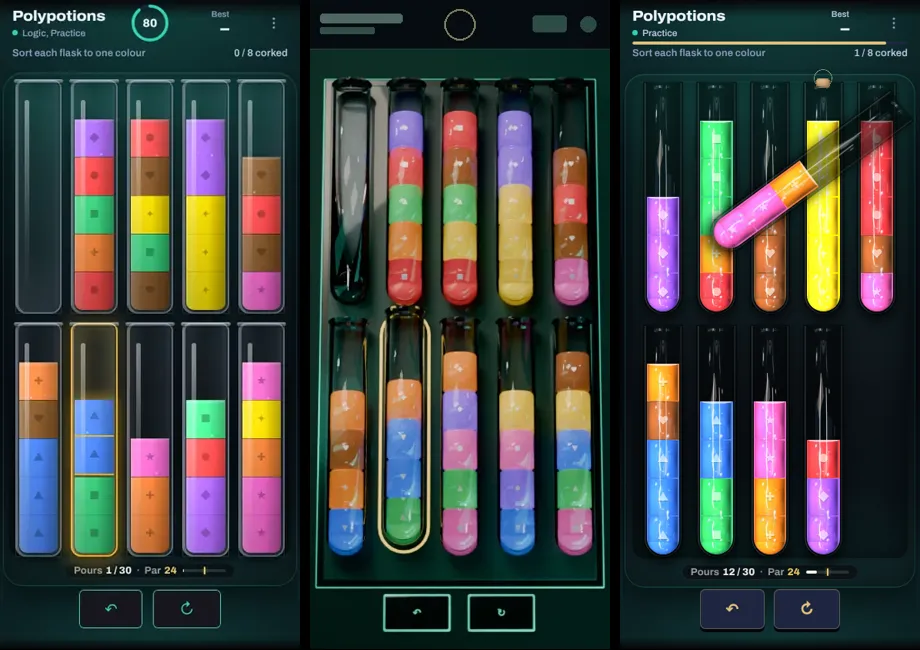 Polypotions
Logic, Practice
80
Best
Sort each flask to one colour
0 / 8 corked
Pours 1 / 30 · Par 24
Polypotions
Practice
Best
Sort each flask to one colour
1 / 8 corked
Pours 12 / 30 · Par 24